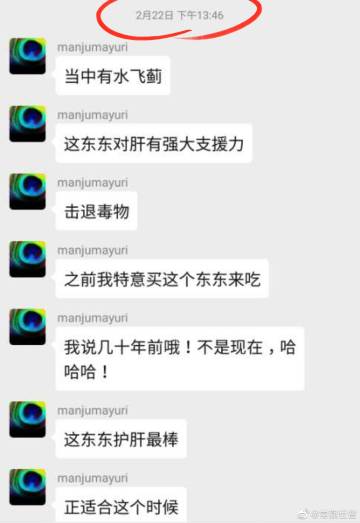 2月22日 下午13:46
manjumayuri
当中有水飞蓟
manjumayuri
这东东对肝有强大支援力
manjumayuri
击退毒物
manjumayuri
之前我特意买这个东东来吃
manjumayuri
我说几十年前哦！不是现在，哈
哈哈！
manjumayuri
这东东护肝最棒
manjumayuri
正适合这个时候